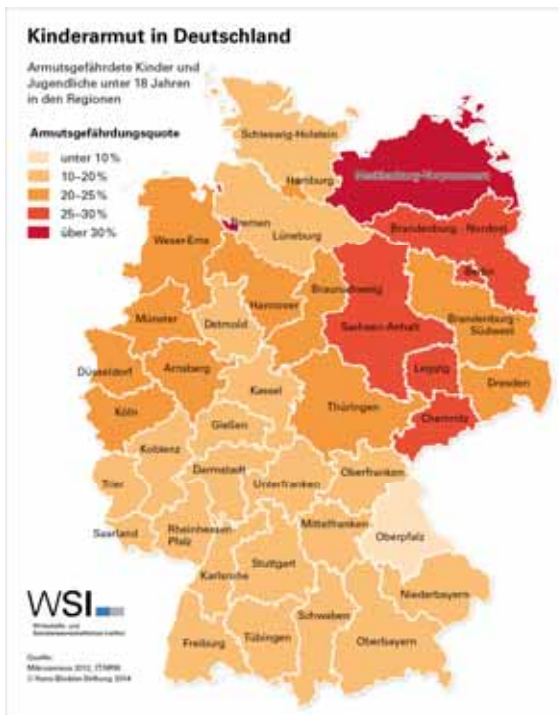 Kinderarmut in Deutschland
Armutsgefährdete Kinder und
Jugendliche unter 18 Jahren
in den Regionen
Armutsgefährdungsquote
unter 10%
10–20%
20–25%
25–30%
über 30%
Schleswig-Holstein
Mecklenburg-Vorpommern
Hamburg
Bremen
Lüneburg
Brandenburg - Nordost
Weser-Ems
Berlin
Hannover
Braunschweig
Sachsen-Anhalt
Brandenburg -
Südwest
Münster
Detmold
Düsseldorf
Arnsberg
Kassel
Leipzig
Dresden
Köln
Gießen
Thüringen
Chemnitz
Koblenz
Trier
Darmstadt
Unterfranken
Oberfranken
Saarland
Rheinhessen-
Pfalz
Mittelfranken
Oberpfalz
Karlsruhe
Stuttgart
Niederbayern
Schwaben
Freiburg
Tübingen
Oberbayern
WSI
Wirtschafts- und
Sozialwissenschaftliches Institut
Quelle:
Mikrozensus 2012, IT.NRW
© Hans-Böckler-Stiftung 2014